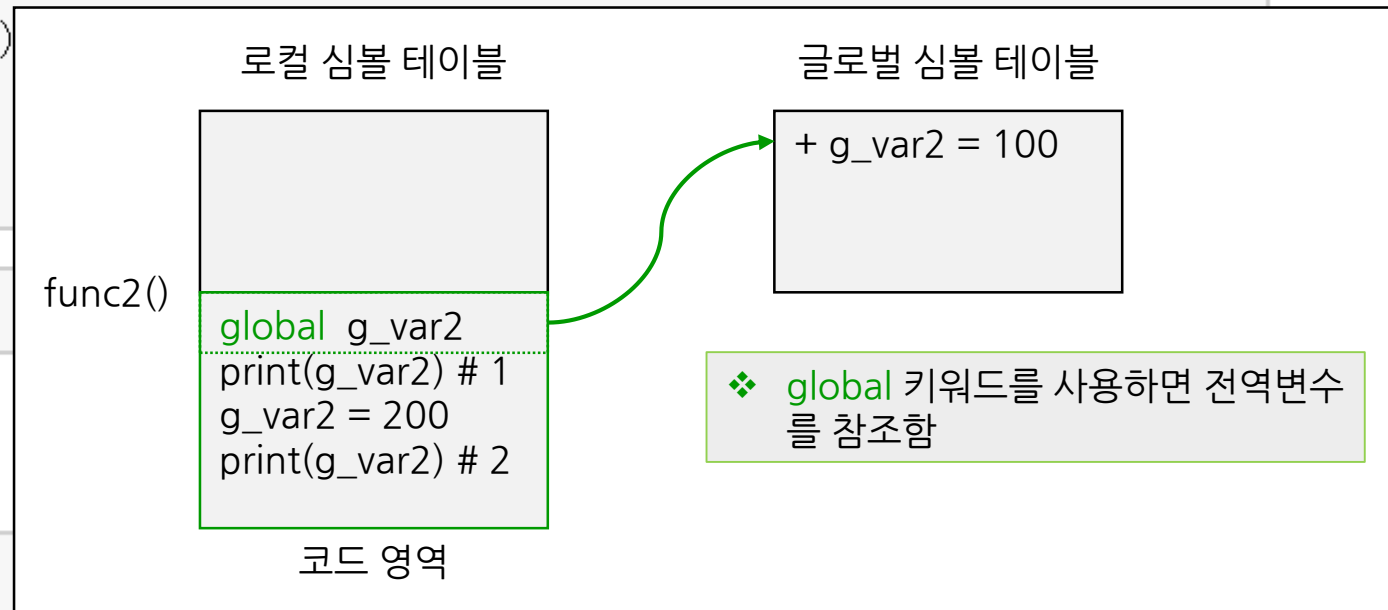 )
로컬 심볼 테이블
글로벌 심볼 테이블
+ g_var2 = 100
func2()
global g_var2
print(g_var2) # 1
g_var2 = 200
print(g_var2) # 2
❖ global 키워드를 사용하면 전역변수
를 참조함
코드 영역